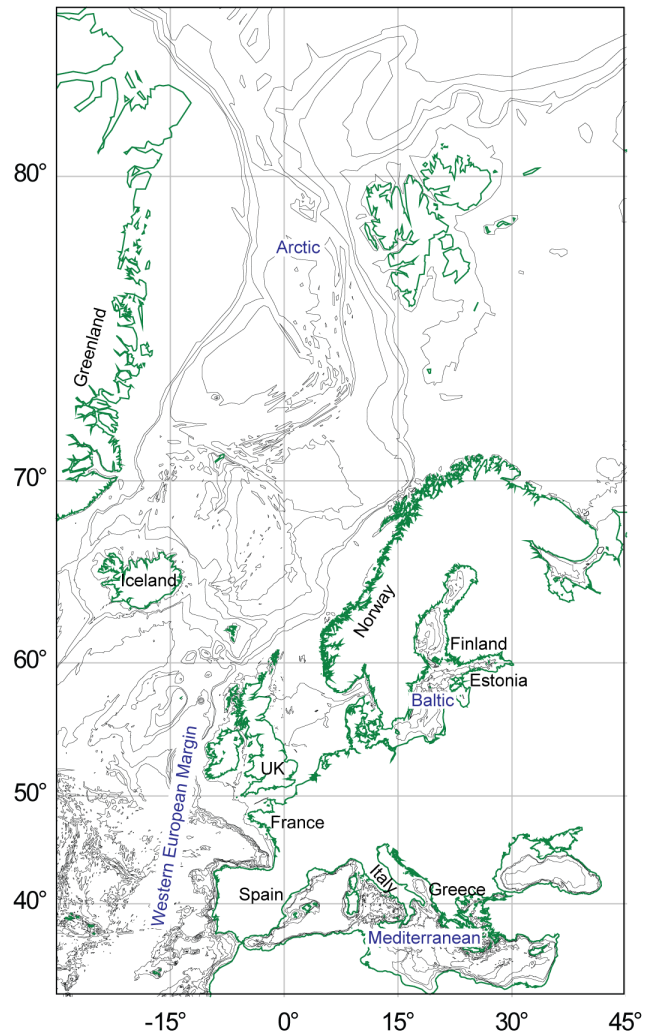 80°
Arctic
Greenland
70°
Iceland
Norway
60°
Finland
Estonia
Baltic
Western European Margin
UK
50°
France
Italy
Spain
Greece
40°
Mediterranean
-15°
0°
15°
30°
45°